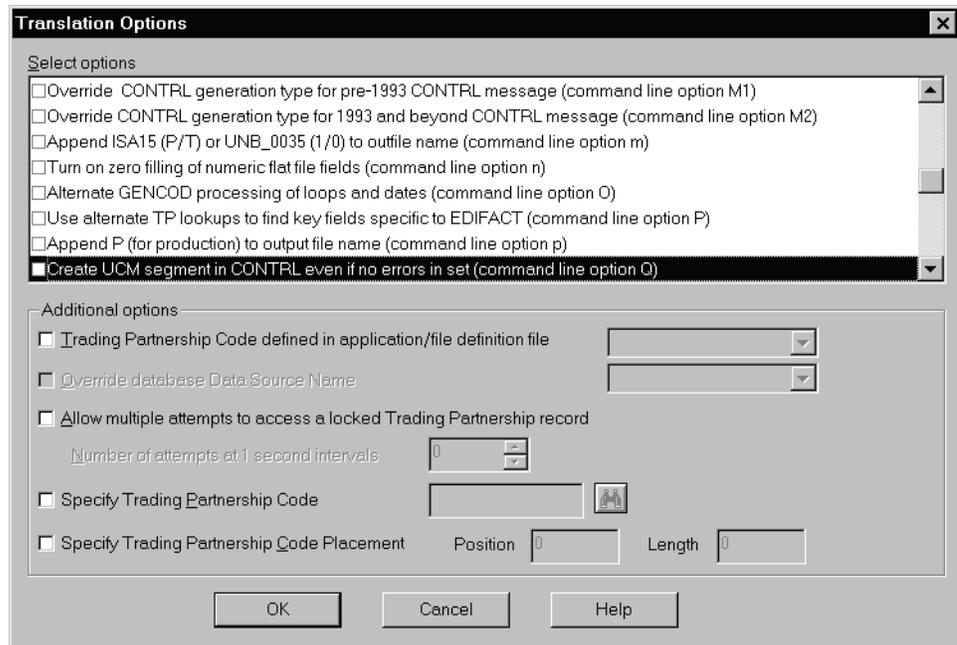 Translation Options
Select options
Override CONTRL generation type for pre-1993 CONTRL message (command line option M1)
Override CONTRL generation type for 1993 and beyond CONTRL message (command line option M2)
Append ISA15 (P/T) or UNB_0035 (1/0) to outfile name (command line option m)
Turn on zero filling of numeric flat file fields (command line option n)
Alternate GENCOD processing of loops and dates (command line option O)
Use alternate TP lookups to find key fields specific to EDIFACT (command line option P)
Append P (for production) to output file name (command line option p)
Create UCM segment in CONTRL even if no errors in set (command line option Q)
Additional options
Trading Partnership Code defined in application/file definition file
Override database Data Source Name
Allow multiple attempts to access a locked Trading Partnership record
Number of attempts at 1 second intervals 0
Specify Trading Partnership Code
Specify Trading Partnership Code Placement Position 0 Length 0
OK Cancel Help